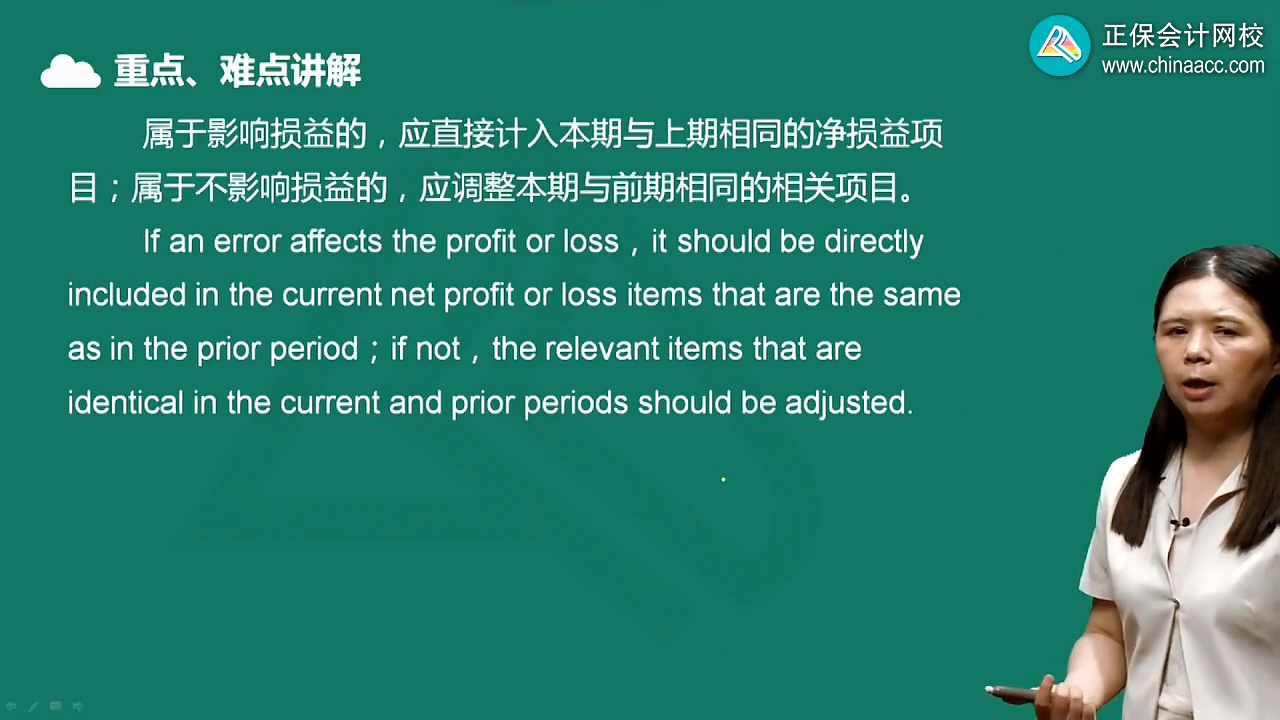 正保会计网校
www.chinaacc.com
重点、难点讲解
属于影响损益的，应直接计入本期与上期相同的净损益项
目；属于不影响损益的，应调整本期与前期相同的相关项目。
If an error affects the profit or loss，it should be directly
included in the current net profit or loss items that are the same
as in the prior period；if not，the relevant items that are
identical in the current and prior periods should be adjusted.